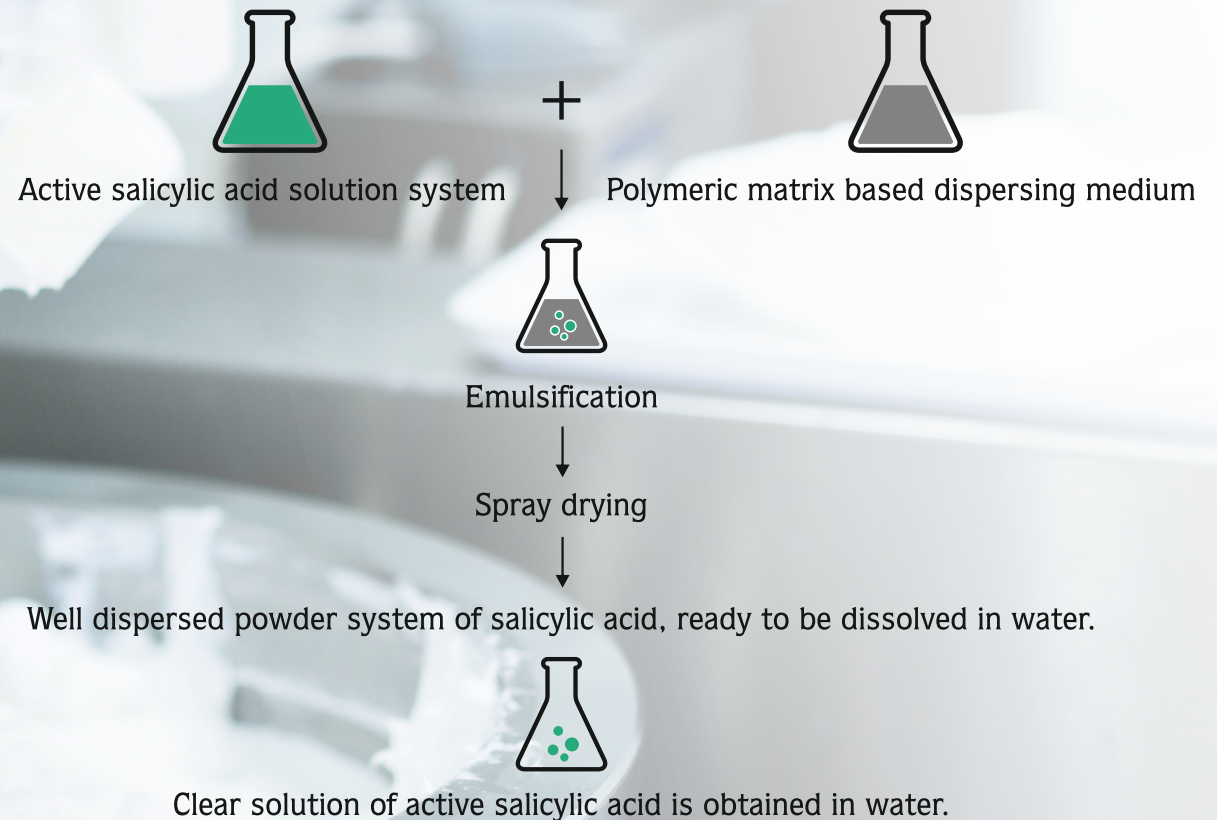 +
Active salicylic acid solution system
Polymeric matrix based dispersing medium
Emulsification
Spray drying
Well dispersed powder system of salicylic acid, ready to be dissolved in water.
Clear solution of active salicylic acid is obtained in water.